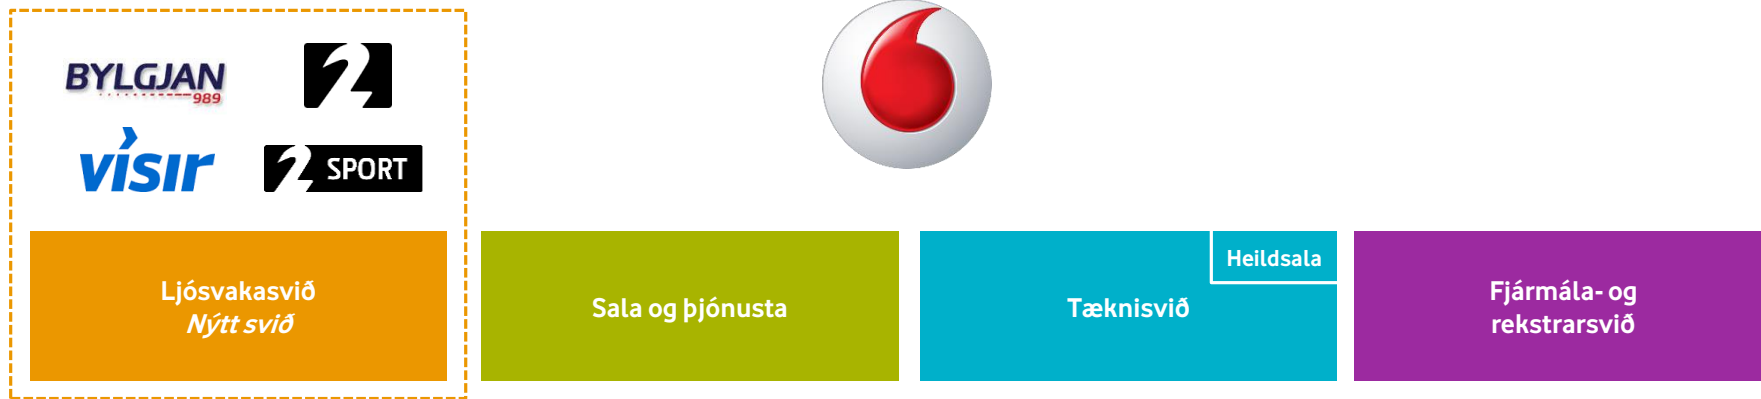 BYLGJAN
989
2
vísir
2 SPORT
Ljósvakasvið
Nýtt svið
Sala og þjónusta
Heildsala
Tæknisvið
Fjármála- og
rekstrarsvið